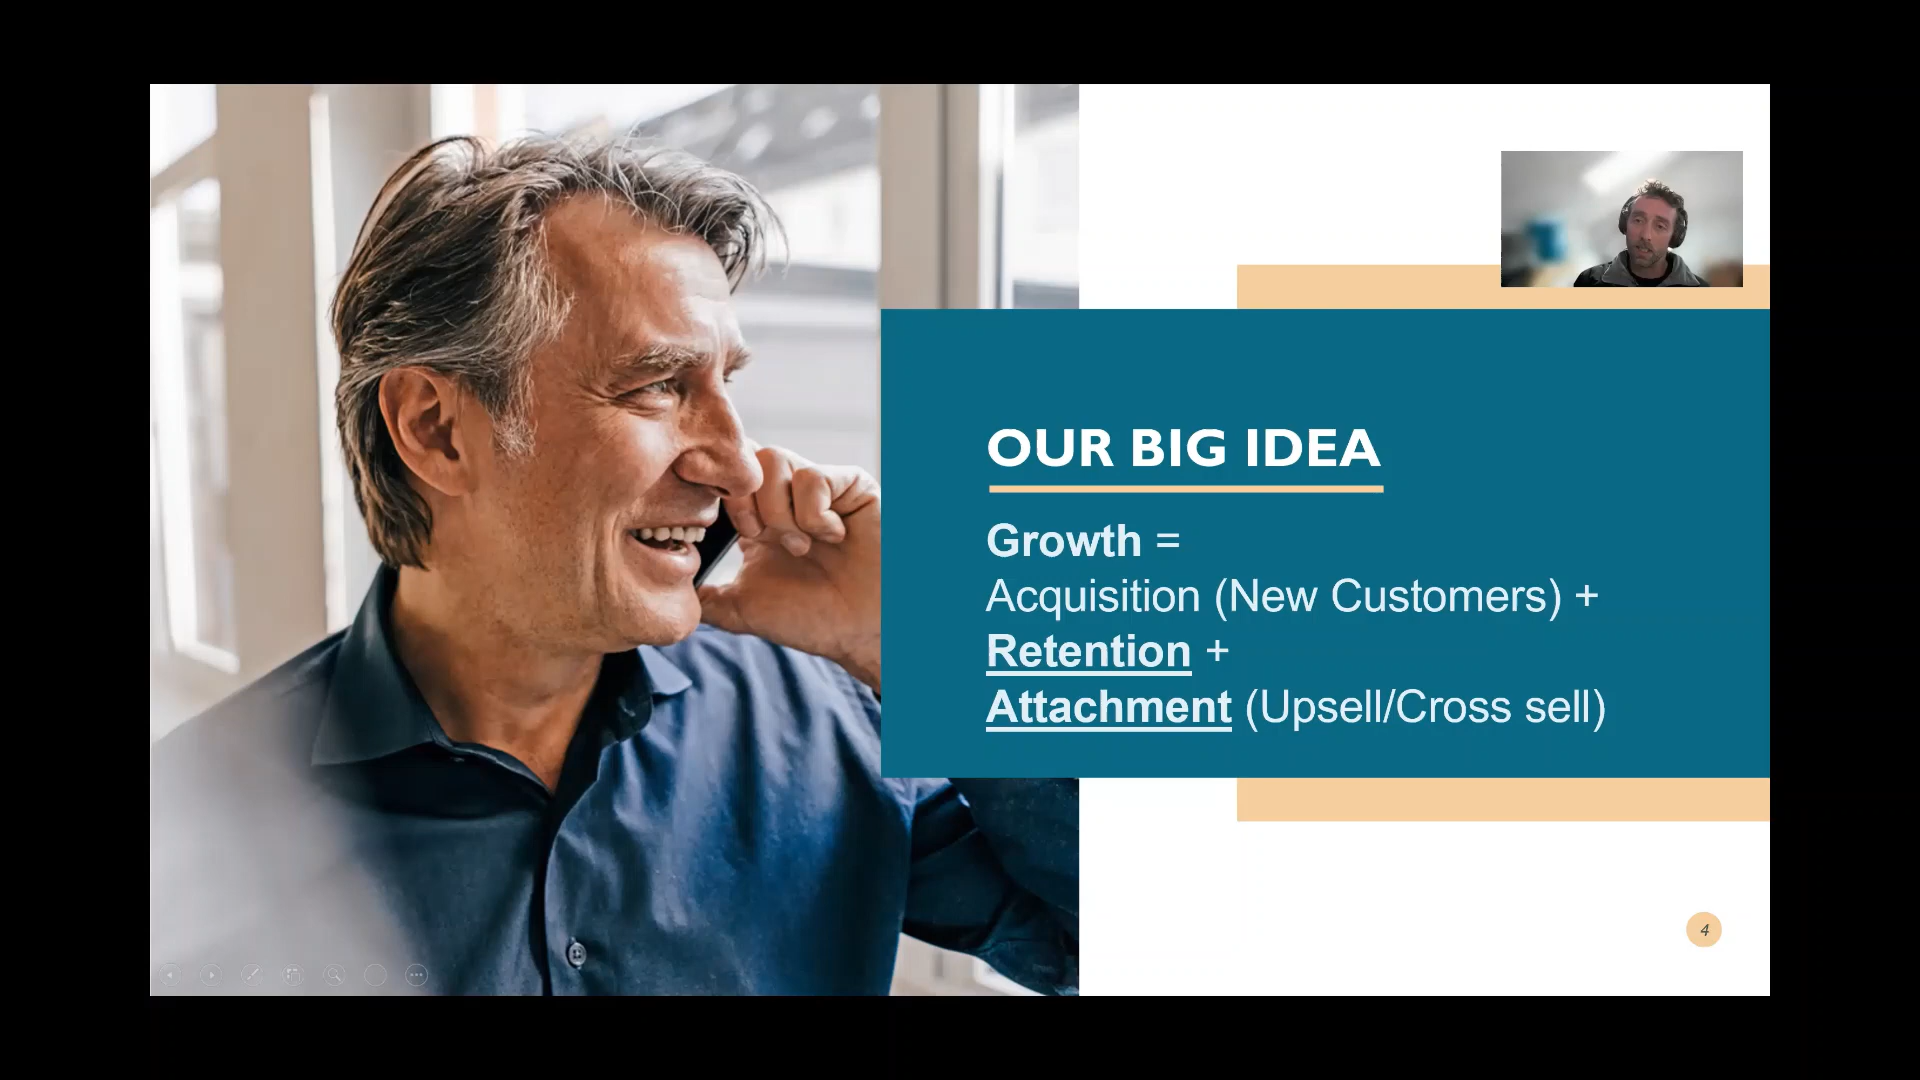 OUR BIG IDEA
Growth =
Acquisition (New Customers) +
Retention +
Attachment (Upsell/Cross sell)
4